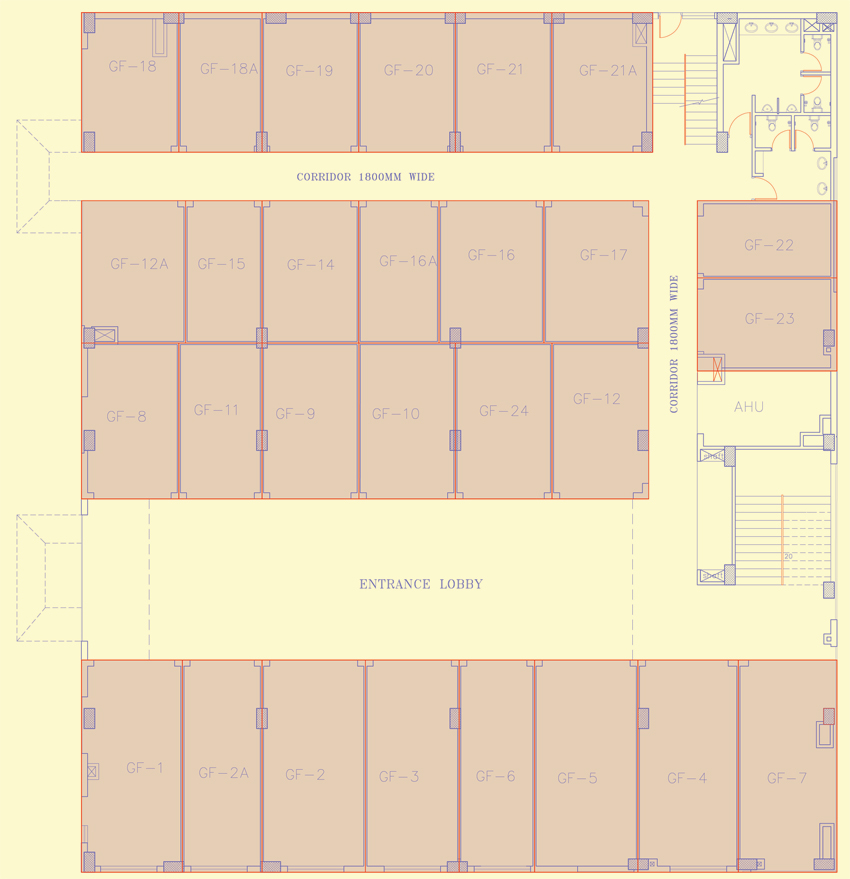 GF-18
GF-18A
GF-19
GF-20
GF-21
GF-21A
CORRIDOR 1800MM WIDE
GF-12A
GF-15
GF-14
GF-16A
GF-16
GF-17
GF-22
GF-23
CORRIDOR 1800MM WIDE
GF-8
GF-11
GF-9
GF-10
GF-24
GF-12
AHU
shaft
20
shaft
ENTRANCE LOBBY
GF-1
GF-2A
GF-2
GF-3
GF-6
GF-5
GF-4
GF-7